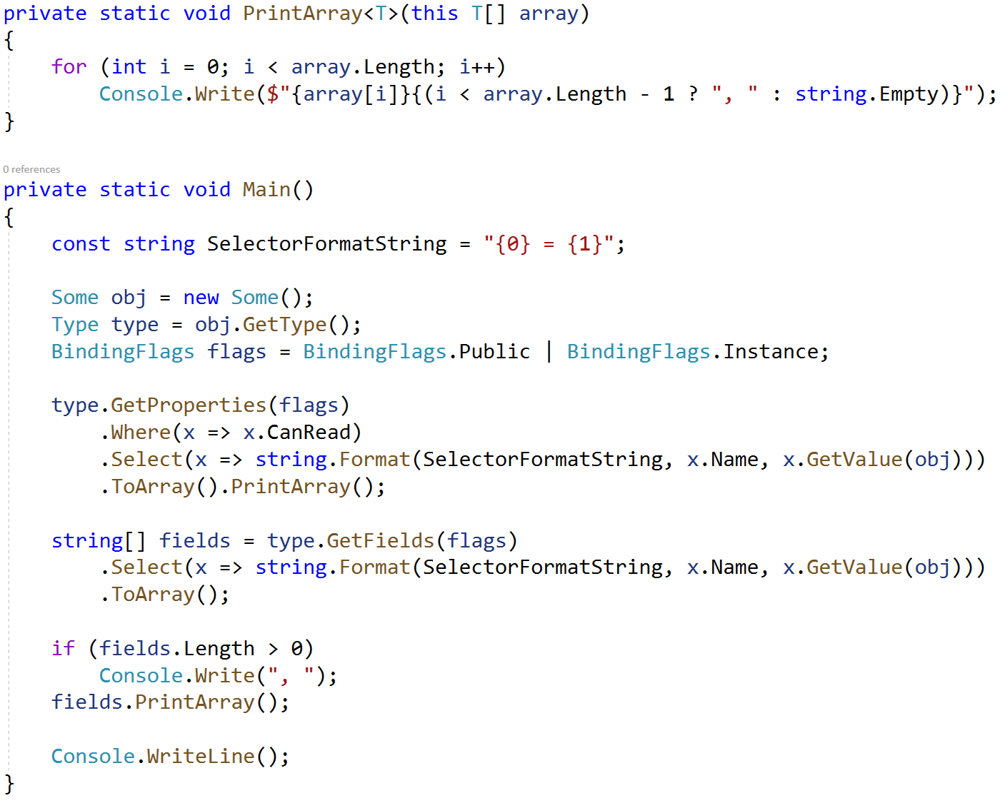 private static void PrintArray<T>(this T[] array)
{
    for (int i = 0; i < array.Length; i++)
        Console.Write($"{array[i]}{(i < array.Length - 1 ? ", " : string.Empty)}");
}

0 references
private static void Main()
{
    const string SelectorFormatString = "{0} = {1}";

    Some obj = new Some();
    Type type = obj.GetType();
    BindingFlags flags = BindingFlags.Public | BindingFlags.Instance;

    type.GetProperties(flags)
        .Where(x => x.CanRead)
        .Select(x => string.Format(SelectorFormatString, x.Name, x.GetValue(obj)))
        .ToArray().PrintArray();

    string[] fields = type.GetFields(flags)
        .Select(x => string.Format(SelectorFormatString, x.Name, x.GetValue(obj)))
        .ToArray();

    if (fields.Length > 0)
        Console.Write(", ");
    fields.PrintArray();

    Console.WriteLine();
}